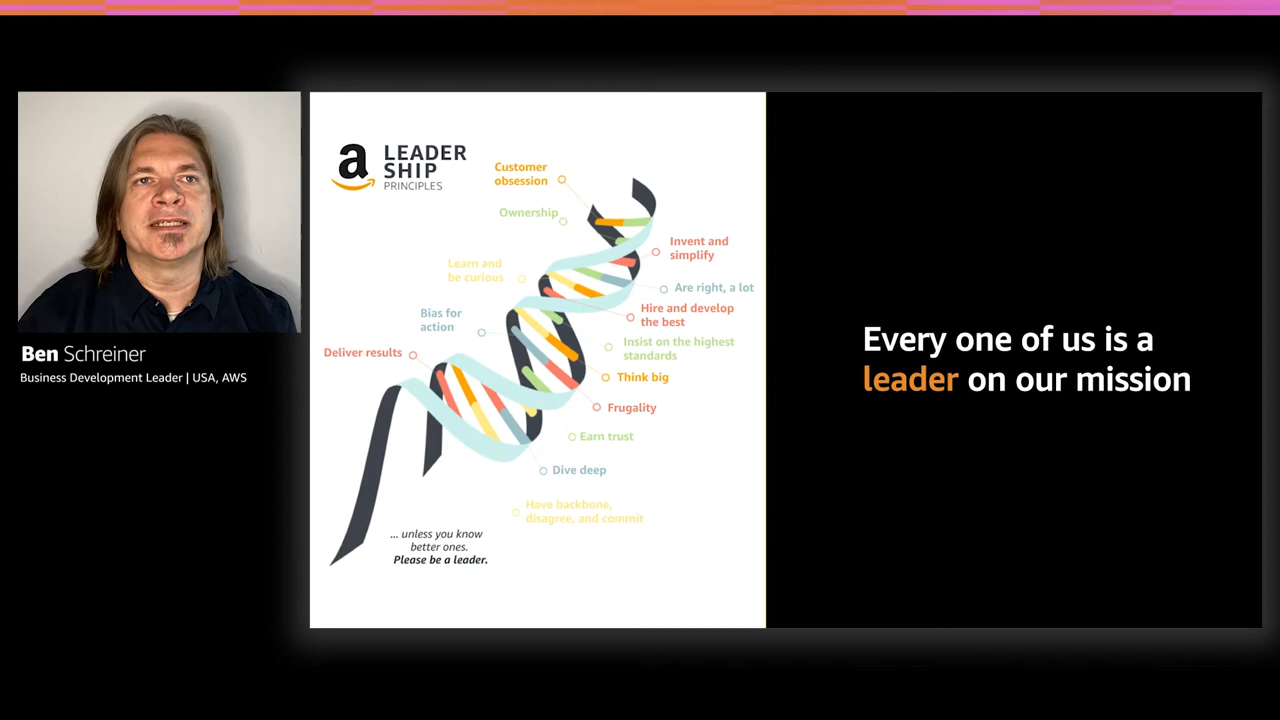 Ben Schreiner
Business Development Leader | USA, AWS
a
LEADER
SHIP
PRINCIPLES
Customer
obsession
Ownership
Invent and
simplify
Learn and
be curious
Are right, a lot
Hire and develop
the best
Bias for
action
Insist on the highest
standards
Deliver results
Think big
Frugality
Earn trust
Dive deep
Have backbone,
disagree, and commit
... unless you know
better ones.
Please be a leader.
Every one of us is a
leader on our mission